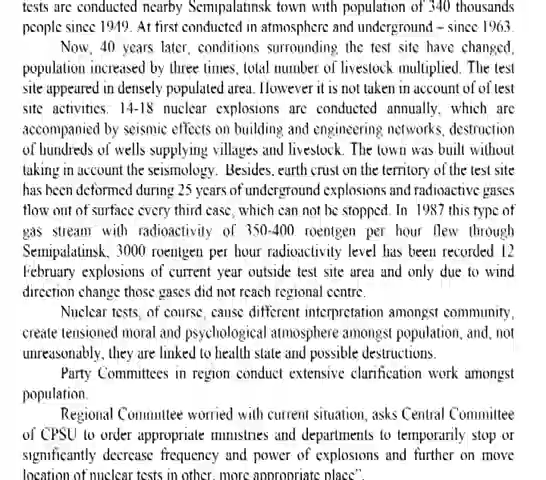 tests are conducted nearby Semipalatinsk town with population of 340 thousands
people since 1949. At first conducted in atmosphere and underground – since 1963.
Now, 40 years later, conditions surrounding the test site have changed,
population increased by three times, total number of livestock multiplied. The test
site appeared in densely populated area. However it is not taken in account of of test
site activities. 14-18 nuclear explosions are conducted annually, which are
accompanied by seismic effects on building and engineering networks, destruction
of hundreds of wells supplying villages and livestock. The town was built without
taking in account the seismology. Besides, earth crust on the territory of the test site
has been deformed during 25 years of underground explosions and radioactive gases
flow out of surface every third case, which can not be stopped. In 1987 this type of
gas stream with radioactivity of 350-400 roentgen per hour flew through
Semipalatinsk, 3000 roentgen per hour radioactivity level has been recorded 12
February explosions of current year outside test site area and only due to wind
direction change those gases did not reach regional centre.
Nuclear tests, of course, cause different interpretation amongst community,
create tensioned moral and psychological atmosphere amongst population, and, not
unreasonably, they are linked to health state and possible destructions.
Party Committees in region conduct extensive clarification work amongst
population.
Regional Committee worried with current situation, asks Central Committee
of CPSU to order appropriate ministries and departments to temporarily stop or
significantly decrease frequency and power of explosions and further on move
location of nuclear tests in other, more appropriate place".